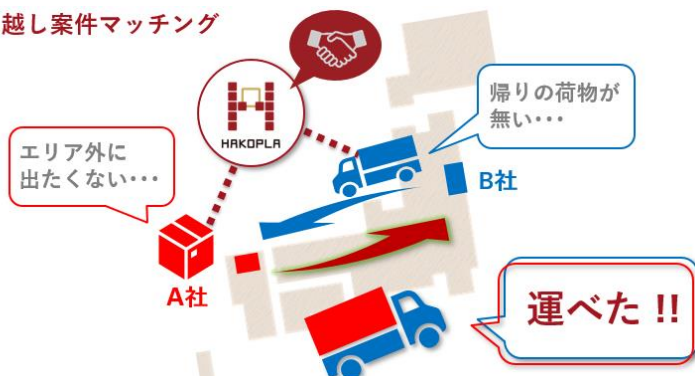 越し案件マッチング
HAKOPLA
帰りの荷物が
無い・・・
エリア外に
出たくない・・・
B社
A社
運べた !!